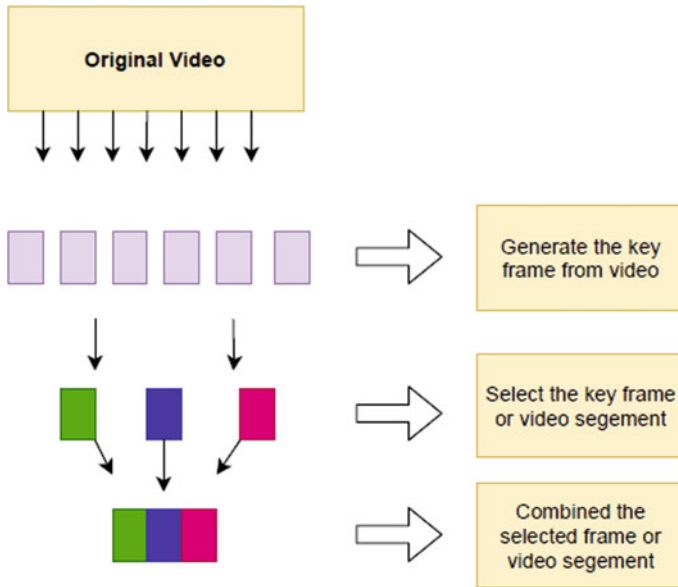 Original Video
Generate the key
frame from video
Select the key frame
or video segement
Combined the
selected frame or
video segement